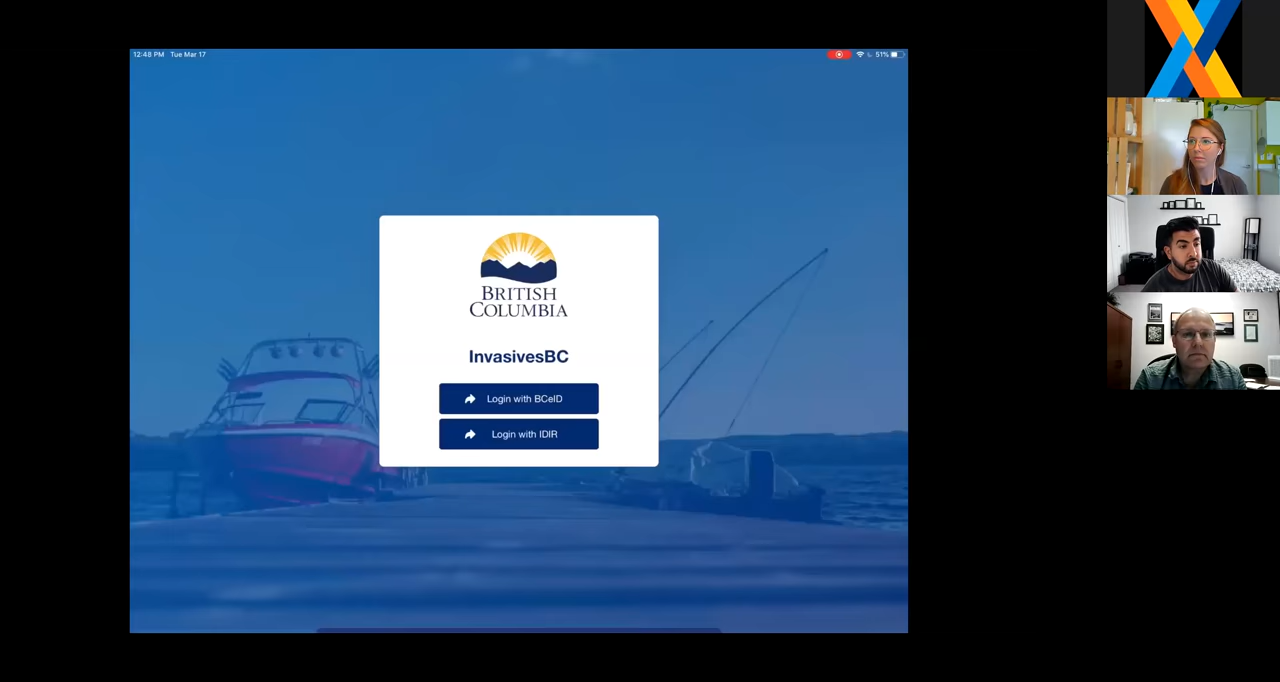 12:48 PM Tue Mar 17
51%
BRITISH
COLUMBIA
InvasivesBC
Login with BCeID
Login with IDIR